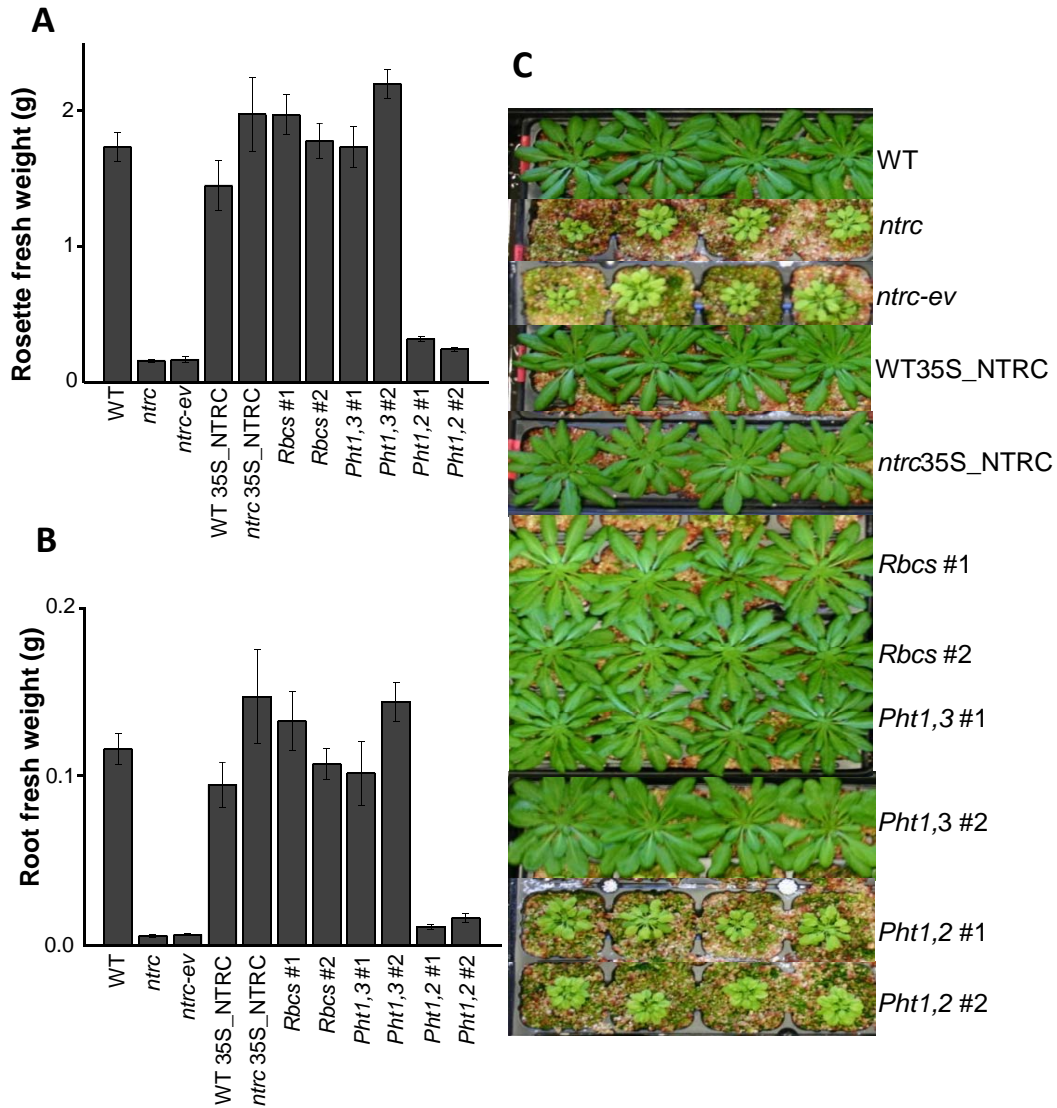 A
Rosette fresh weight (g)
2
1
0
WT
ntrc
ntrc-ev
WT 35S_NTRC
ntrc 35S_NTRC
Rbcs #1
Rbcs #2
Pht1,3 #1
Pht1,3 #2
Pht1,2 #1
Pht1,2 #2
B
Root fresh weight (g)
0.2
0.1
0.0
WT
ntrc
ntrc-ev
WT 35S_NTRC
ntrc 35S_NTRC
Rbcs #1
Rbcs #2
Pht1,3 #1
Pht1,3 #2
Pht1,2 #1
Pht1,2 #2
C
WT
ntrc
ntrc-ev
WT35S_NTRC
ntrc35S_NTRC
Rbcs #1
Rbcs #2
Pht1,3 #1
Pht1,3 #2
Pht1,2 #1
Pht1,2 #2